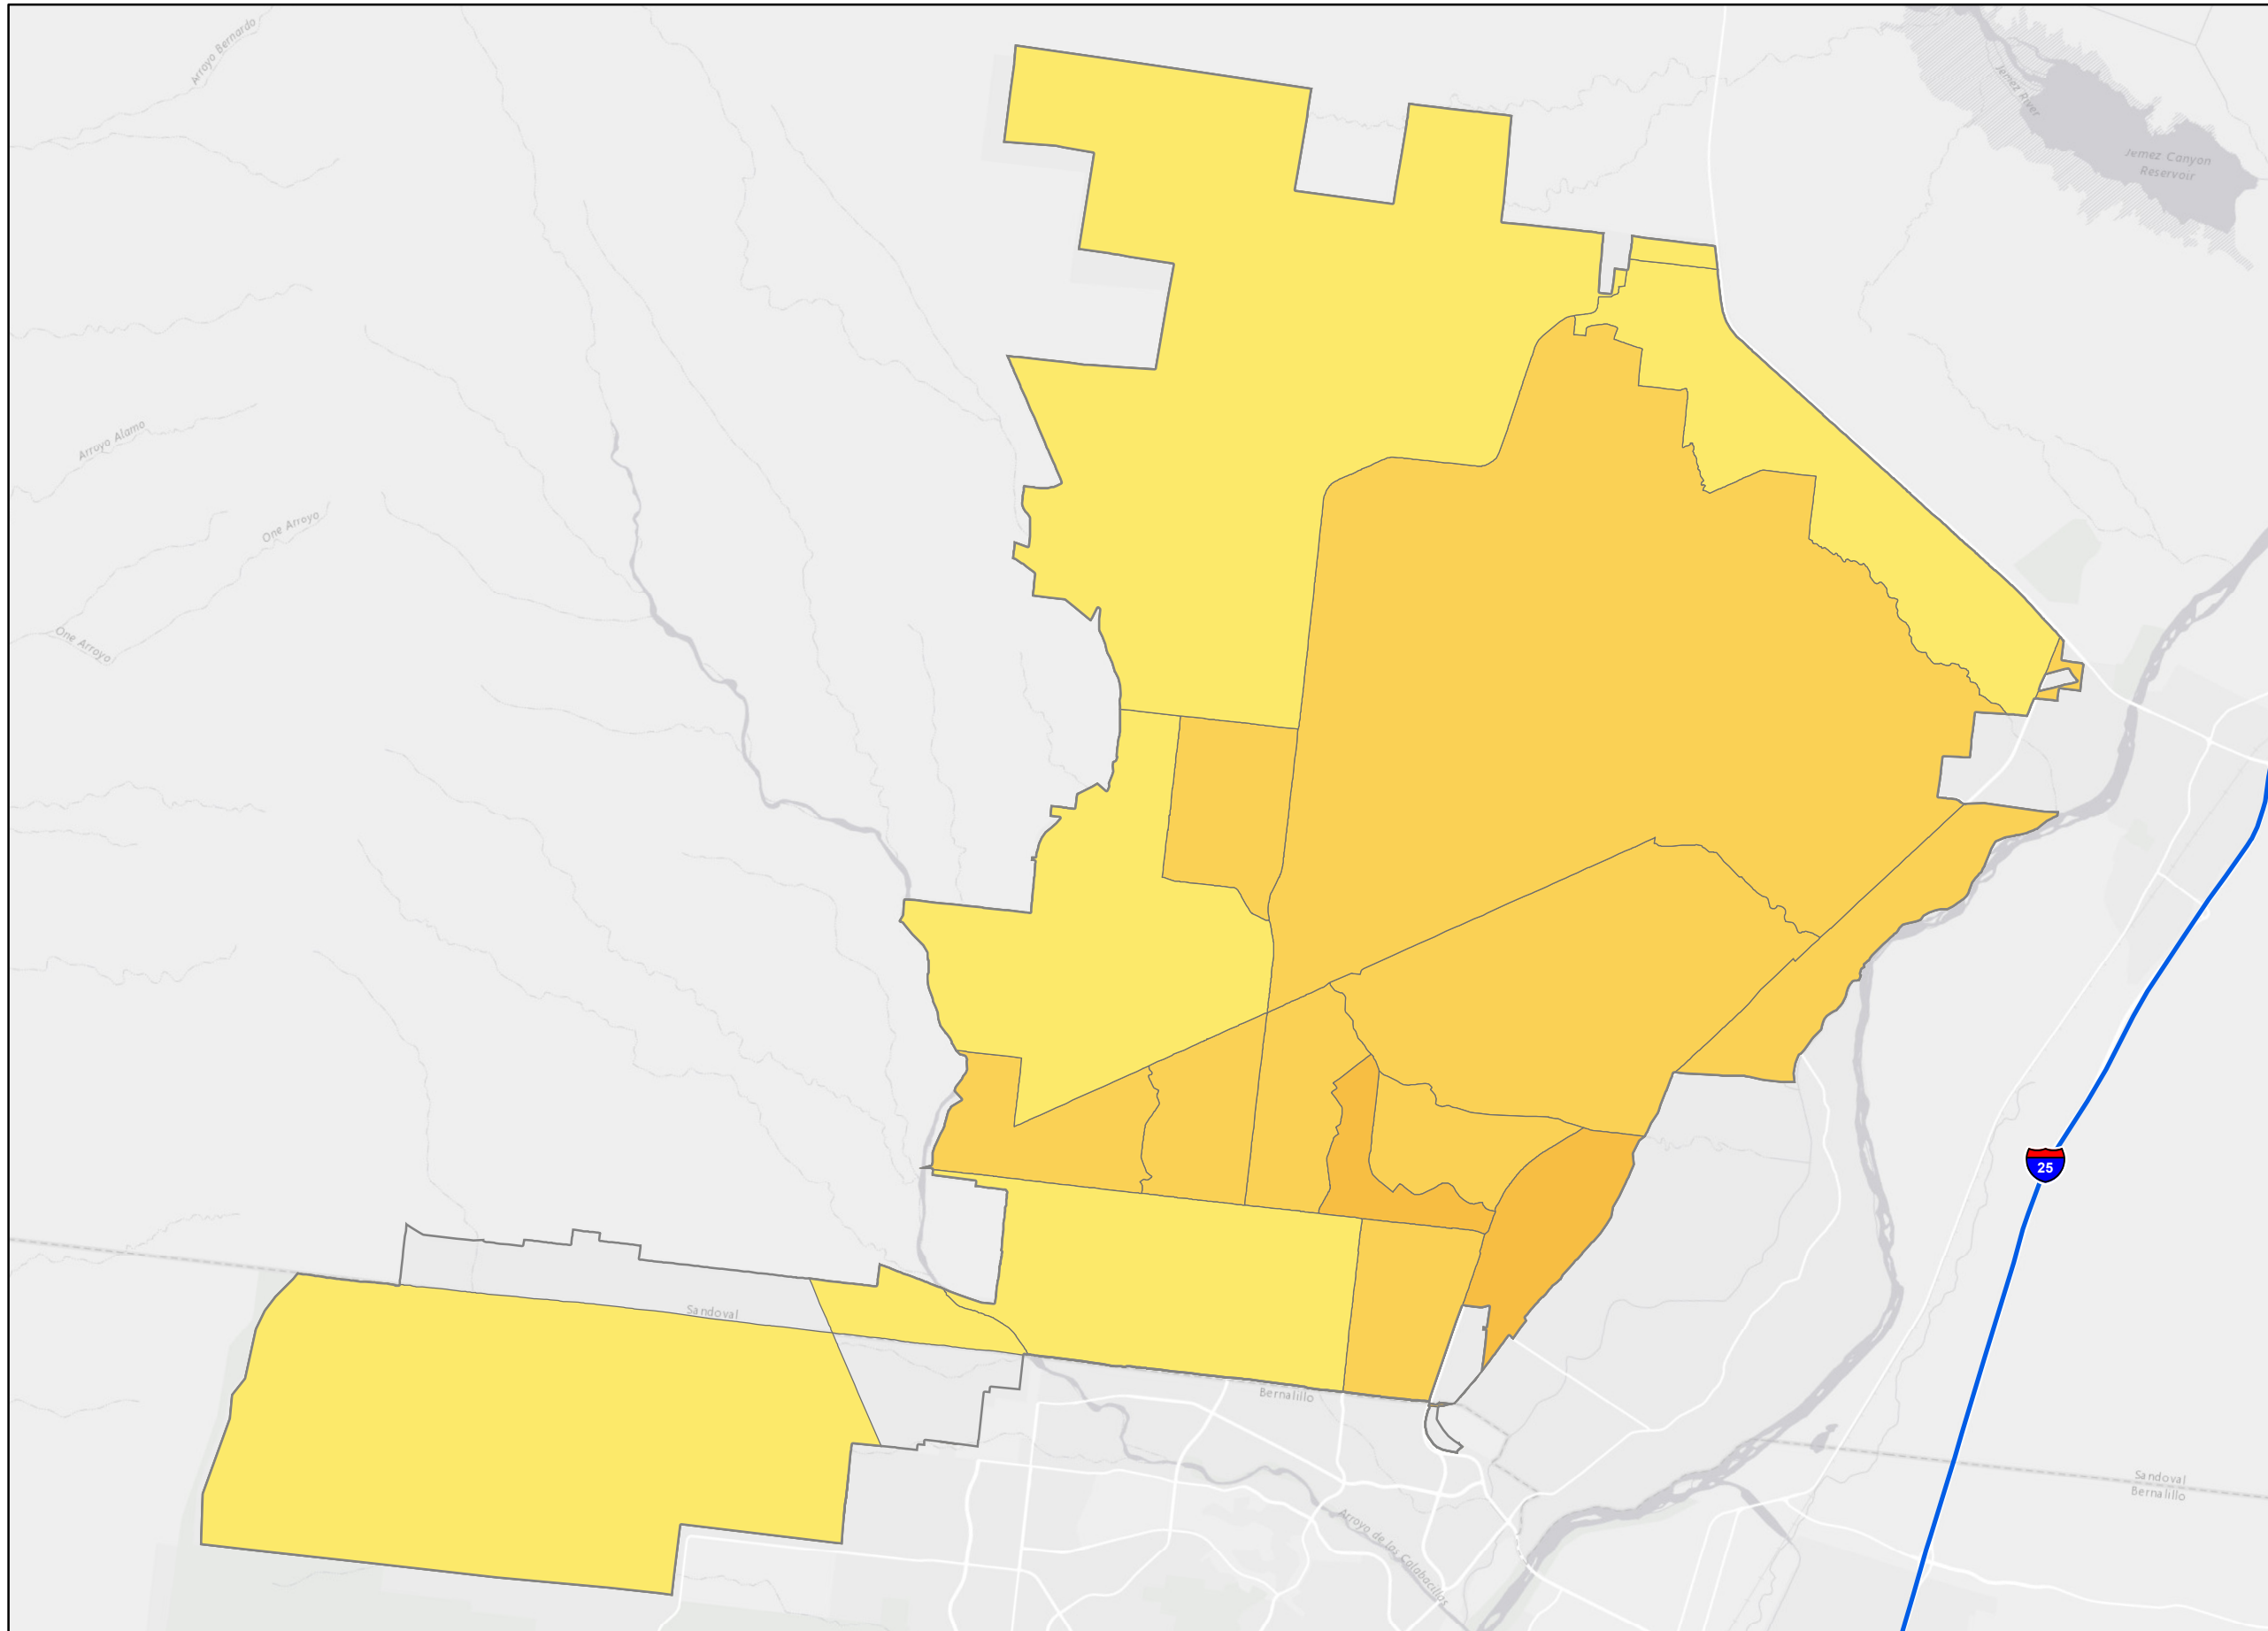 Arroyo Bernardo
Jemez River
Jemez Canyon
Reservoir
Arroyo Alamo
One Arroyo
One Arroyo
25
Sandoval
Bernalillo
Sandoval
Bernalillo
Arroyo de las Calabacillas